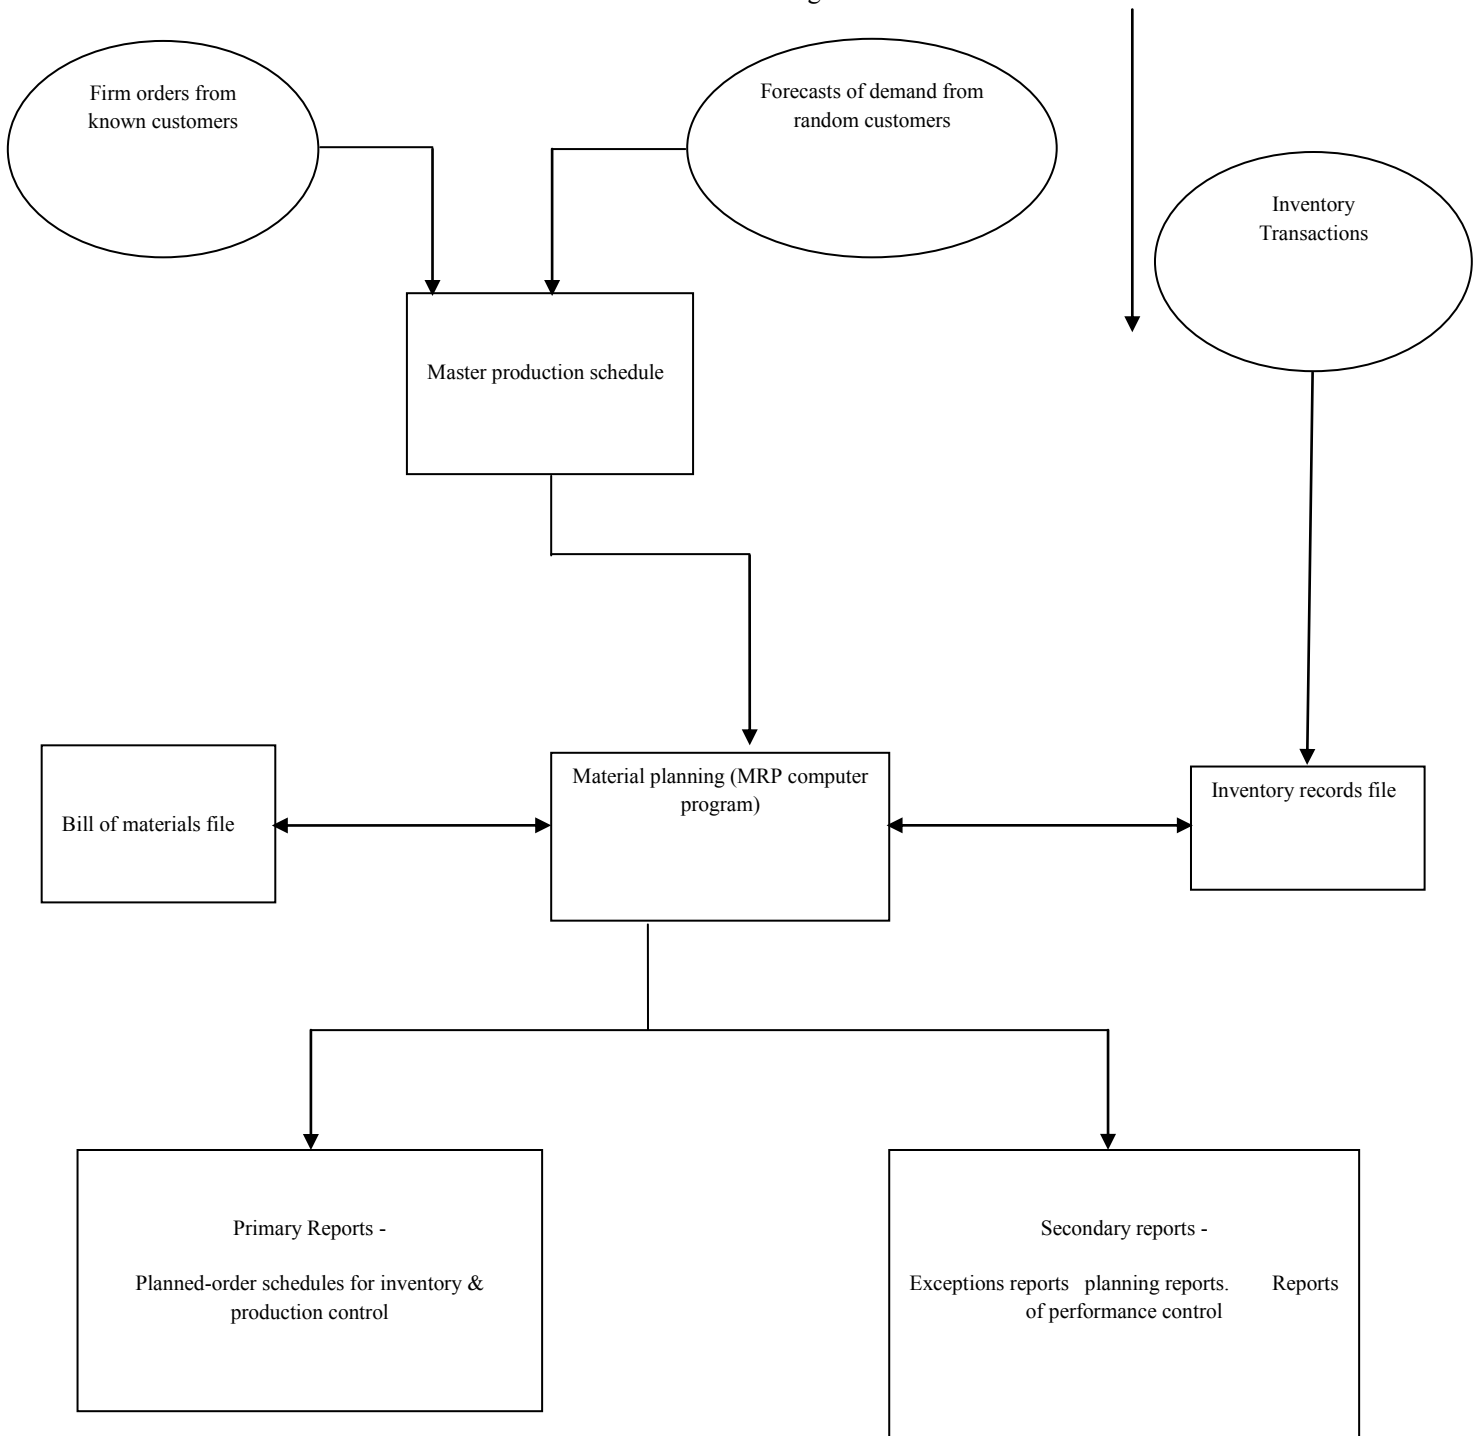 Firm orders from
known customers
Forecasts of demand from
random customers
Inventory
Transactions
Master production schedule
Material planning (MRP computer
program)
Bill of materials file
Inventory records file
Primary Reports -
Planned-order schedules for inventory &
production control
Secondary reports -
Exceptions reports planning reports. Reports
of performance control